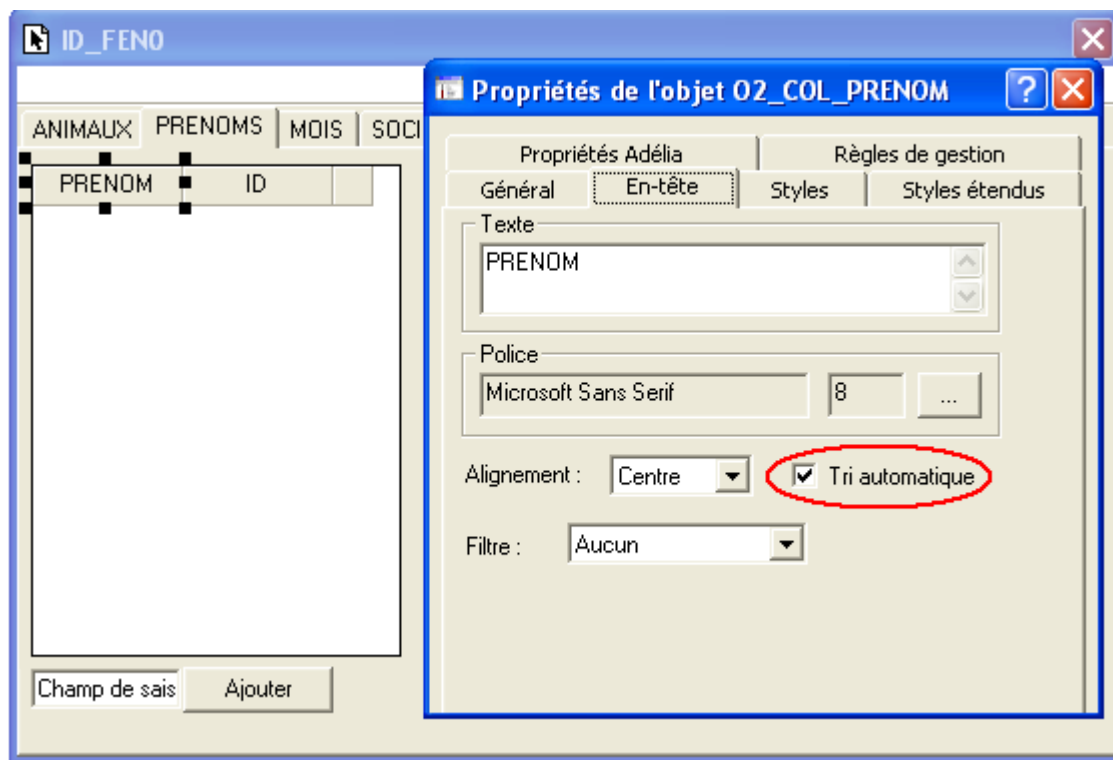 ID_FEN0
Propriétés de l'objet O2_COL_PRENOM
ANIMAUX PRENOMS MOIS SOCI
Propriétés Adélia Règles de gestion
PRENOM ID
Général En-tête Styles Styles étendus
Texte
PRENOM
Police
Microsoft Sans Serif 8 ...
Alignement : Centre Tri automatique
Filtre : Aucun
Champ de sais Ajouter